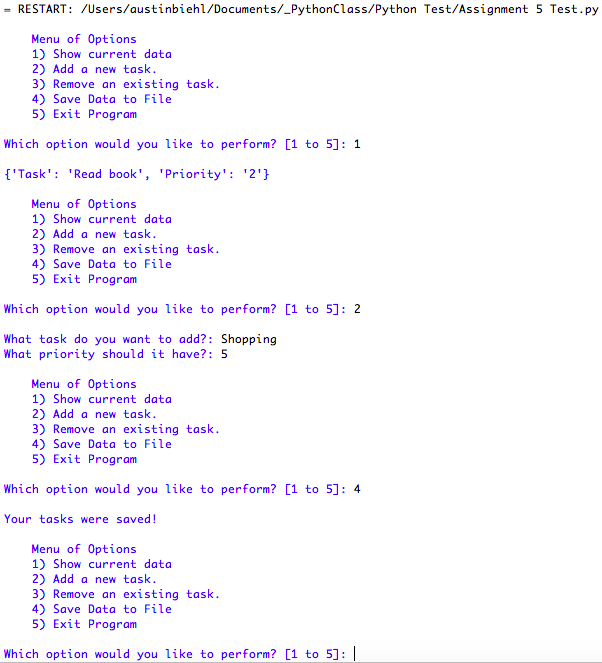 = RESTART: /Users/austinbiehl/Documents/_PythonClass/Python Test/Assignment 5 Test.py
Menu of Options
1) Show current data
2) Add a new task.
3) Remove an existing task.
4) Save Data to File
5) Exit Program
Which option would you like to perform? [1 to 5]: 1
{'Task': 'Read book', 'Priority': '2'}
Menu of Options
1) Show current data
2) Add a new task.
3) Remove an existing task.
4) Save Data to File
5) Exit Program
Which option would you like to perform? [1 to 5]: 2
What task do you want to add?: Shopping
What priority should it have?: 5
Menu of Options
1) Show current data
2) Add a new task.
3) Remove an existing task.
4) Save Data to File
5) Exit Program
Which option would you like to perform? [1 to 5]: 4
Your tasks were saved!
Menu of Options
1) Show current data
2) Add a new task.
3) Remove an existing task.
4) Save Data to File
5) Exit Program
Which option would you like to perform? [1 to 5]: